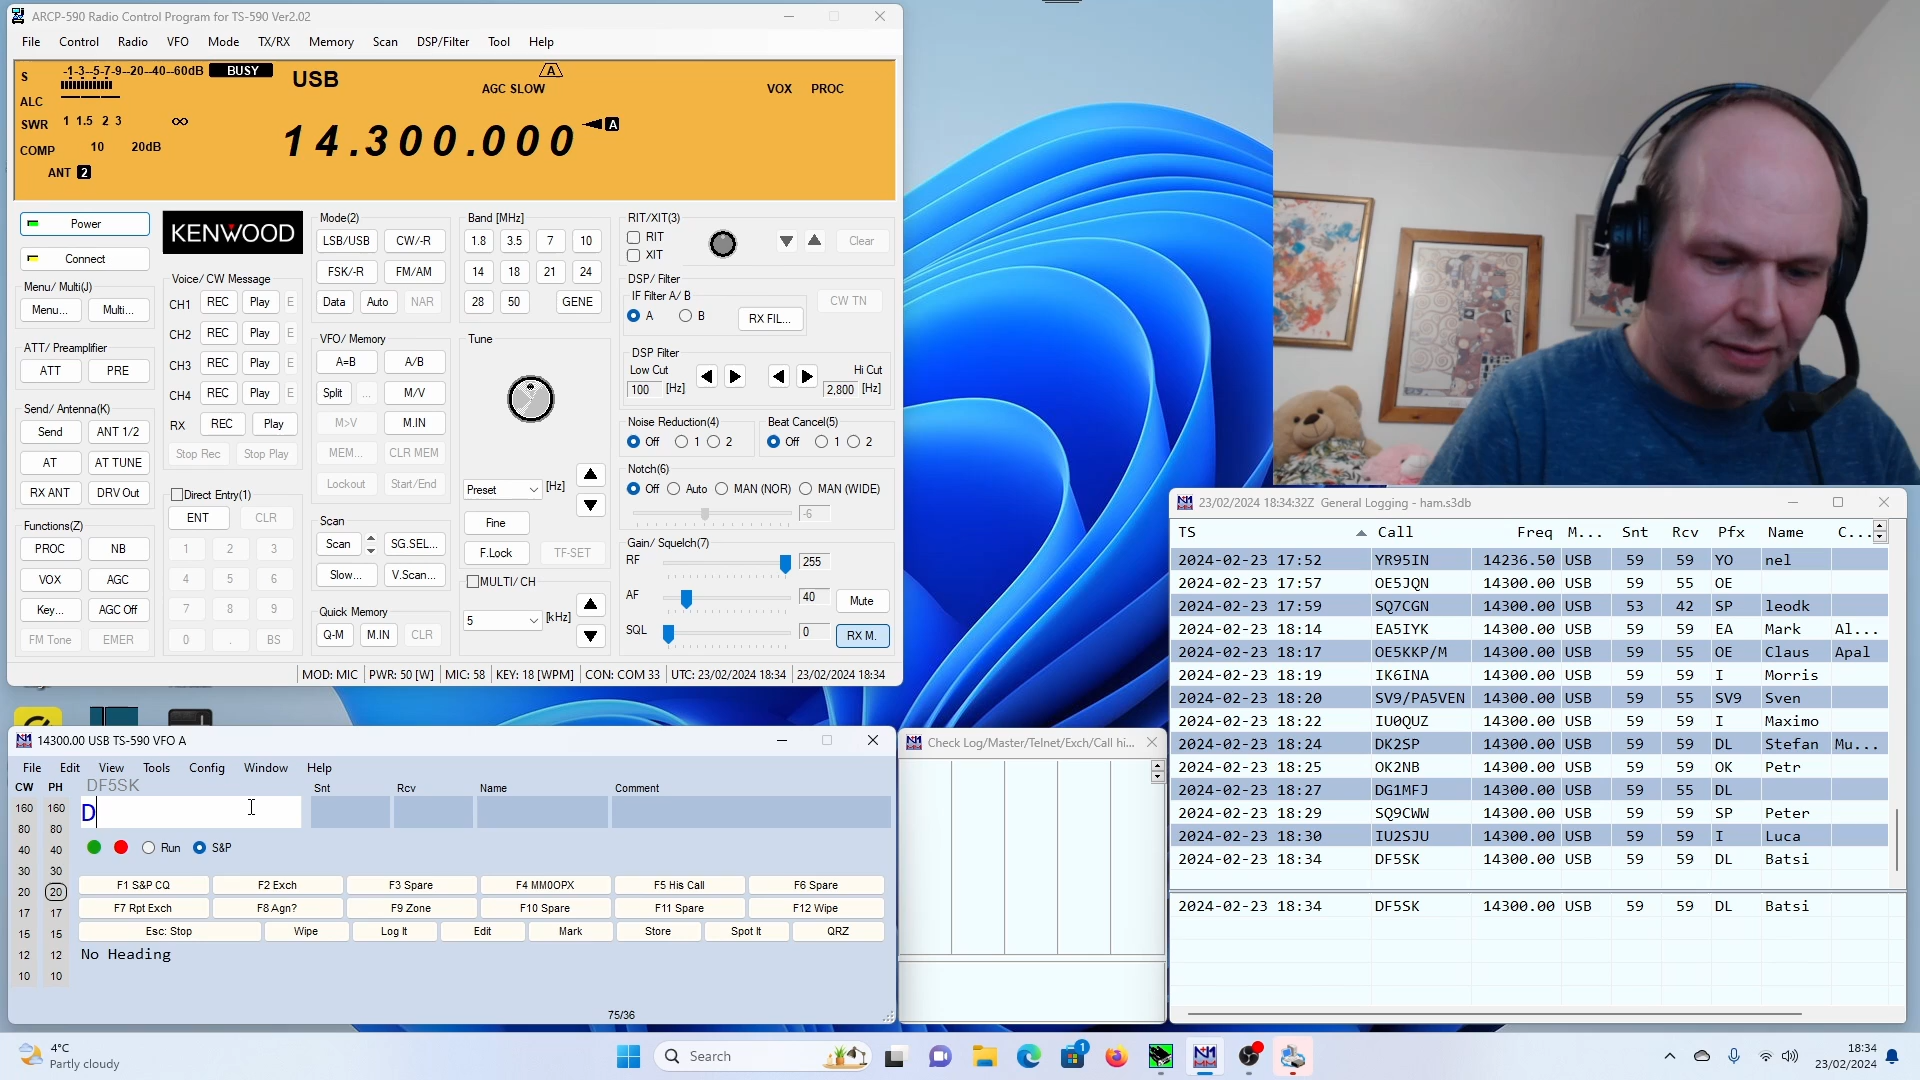 ARCP-590 Radio Control Program for TS-590 Ver2.02
File Control Radio VFO Mode TX/RX Memory Scan DSP/Filter Tool Help
S -1-3--5-7-9--20--40--60dB BUSY USB AGC SLOW A VOX PROC
ALC
SWR 1 1.5 2 3 ∞
COMP 10 20dB
14.300.000 A
ANT 2
Power
Connect
KENWOOD
Menu/ Multi(J)
Menu... Multi...
ATT/ Preamplifier
ATT PRE
Send/ Antenna(K)
Send ANT 1/2
AT AT TUNE
RX ANT DRV Out
Functions(Z)
PROC NB
VOX AGC
Key... AGC Off
FM Tone EMER
Voice/ CW Message
CH1 REC Play E
CH2 REC Play E
CH3 REC Play E
CH4 REC Play E
RX REC Play
Stop Rec Stop Play
Direct Entry(1)
ENT CLR
1 2 3
4 5 6
7 8 9
0 . BS
Mode(2)
LSB/USB CW/-R
FSK/-R FM/AM
Data Auto NAR
VFO/ Memory
A=B A/B
Split ... M/V
M>V M.IN
MEM... CLR MEM
Lockout Start/End
Scan
Scan SG.SEL...
Slow... V.Scan...
Quick Memory
Q-M M.IN CLR
Band [MHz]
1.8 3.5 7 10
14 18 21 24
28 50 GENE
Tune
Preset [Hz]
Fine
F.Lock TF-SET
MULTI/ CH
5 [kHz]
RIT/XIT(3)
RIT
XIT
Clear
DSP/ Filter
IF Filter A/ B
A B RX FIL... CW TN
DSP Filter
Low Cut Hi Cut
100 [Hz] 2,800 [Hz]
Noise Reduction(4) Beat Cancel(5)
Off 1 2 Off 1 2
Notch(6)
Off Auto MAN (NOR) MAN (WIDE)
-6
Gain/ Squelch(7)
RF 255
AF 40 Mute
SQL 0 RX M.
MOD: MIC PWR: 50 [W] MIC: 58 KEY: 18 [WPM] CON: COM 33 UTC: 23/02/2024 18:34 23/02/2024 18:34
14300.00 USB TS-590 VFO A
File Edit View Tools Config Window Help
CW PH DF5SK Snt Rcv Name Comment
160 160 D
80 80
40 40 Run S&P
30 30
20 20
17 17
15 15
12 12
10 10
F1 S&P CQ F2 Exch F3 Spare F4 MM0OPX F5 His Call F6 Spare
F7 Rpt Exch F8 Agn? F9 Zone F10 Spare F11 Spare F12 Wipe
Esc: Stop Wipe Log It Edit Mark Store Spot It QRZ
No Heading
75/36
Check Log/Master/Telnet/Exch/Call hi...
23/02/2024 18:34:32Z General Logging - ham.s3db
TS Call Freq M... Snt Rcv Pfx Name C...
2024-02-23 17:52 YR95IN 14236.50 USB 59 59 YO nel
2024-02-23 17:57 OE5JQN 14300.00 USB 59 55 OE
2024-02-23 17:59 SQ7CGN 14300.00 USB 53 42 SP leodk
2024-02-23 18:14 EA5IYK 14300.00 USB 59 59 EA Mark Al...
2024-02-23 18:17 OE5KKP/M 14300.00 USB 59 55 OE Claus Apal
2024-02-23 18:19 IK6INA 14300.00 USB 59 59 I Morris
2024-02-23 18:20 SV9/PA5VEN 14300.00 USB 59 55 SV9 Sven
2024-02-23 18:22 IU0QUZ 14300.00 USB 59 59 I Maximo
2024-02-23 18:24 DK2SP 14300.00 USB 59 59 DL Stefan Mu...
2024-02-23 18:25 OK2NB 14300.00 USB 59 59 OK Petr
2024-02-23 18:27 DG1MFJ 14300.00 USB 59 55 DL
2024-02-23 18:29 SQ9CWW 14300.00 USB 59 59 SP Peter
2024-02-23 18:30 IU2SJU 14300.00 USB 59 59 I Luca
2024-02-23 18:34 DF5SK 14300.00 USB 59 59 DL Batsi
2024-02-23 18:34 DF5SK 14300.00 USB 59 59 DL Batsi
4°C
Partly cloudy
Search
1
18:34
23/02/2024